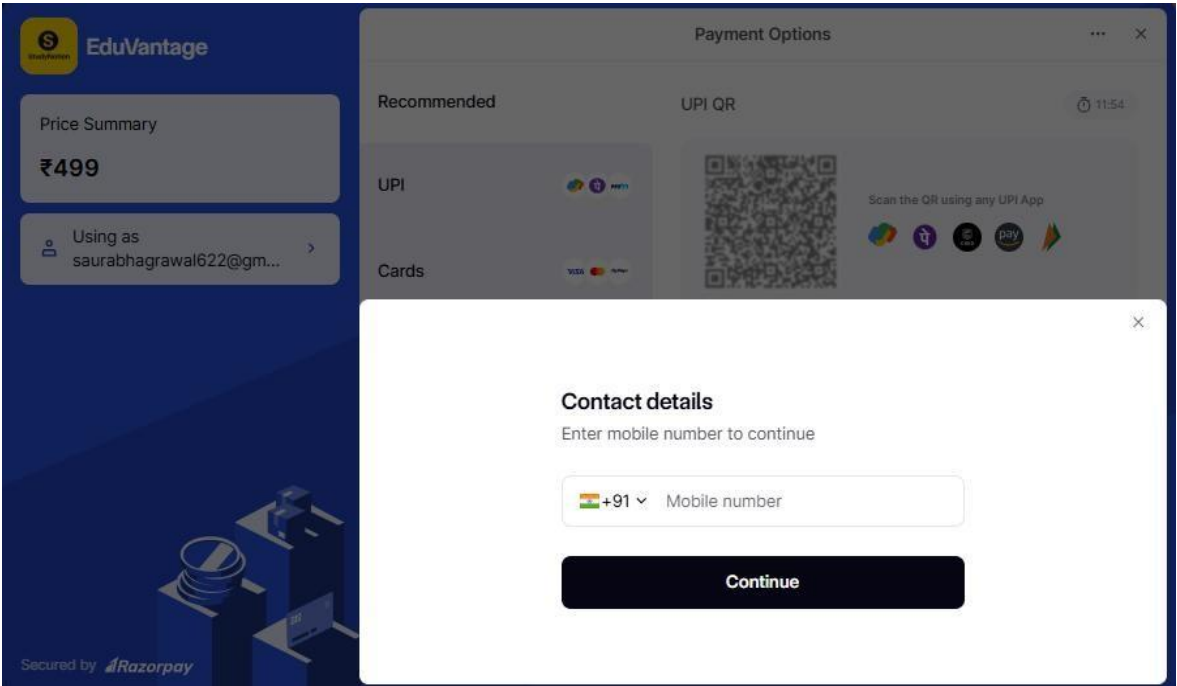 EduVantage
Price Summary
₹499
Using as
saurabhagrawal622@gm...
Secured by Razorpay
Payment Options
Recommended
UPI
Cards
VISA
UPI QR
11:54
Scan the QR using any UPI App
pay
Contact details
Enter mobile number to continue
+91
Mobile number
Continue